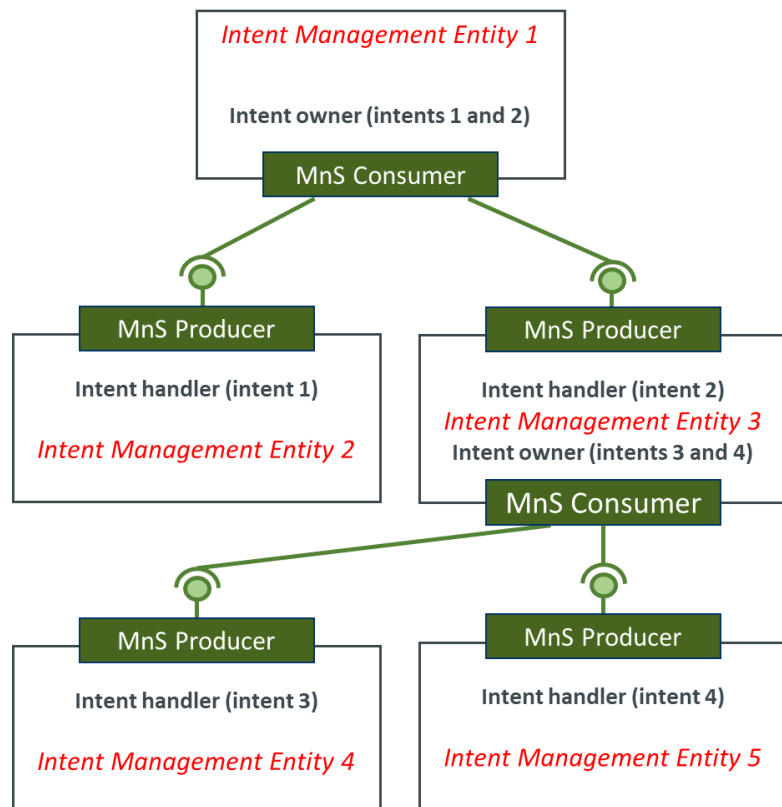 Intent Management Entity 1
Intent owner (intents 1 and 2)
MnS Consumer
MnS Producer
Intent handler (intent 1)
Intent Management Entity 2
MnS Producer
Intent handler (intent 2)
Intent Management Entity 3
Intent owner (intents 3 and 4)
MnS Consumer
MnS Producer
Intent handler (intent 3)
Intent Management Entity 4
MnS Producer
Intent handler (intent 4)
Intent Management Entity 5